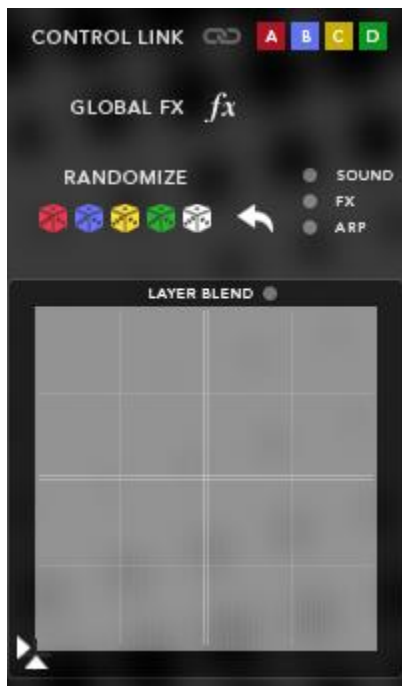 CONTROL LINK A B C D
GLOBAL FX fx
RANDOMIZE
SOUND
FX
ARP
LAYER BLEND